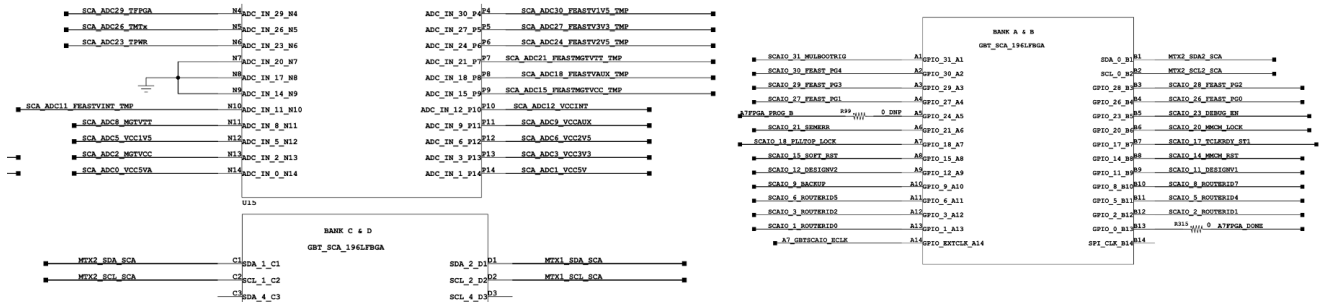 SCA_ADC29_TFPGA N4 ADC_IN_29_N4 ADC_IN_30_P4 P4 SCA_ADC30_FEASTV1V5_TMP
SCA_ADC26_TMTx N5 ADC_IN_26_N5 ADC_IN_27_P5 P5 SCA_ADC27_FEASTV3V3_TMP
SCA_ADC23_TPWR N6 ADC_IN_23_N6 ADC_IN_24_P6 P6 SCA_ADC24_FEASTV2V5_TMP
N7 ADC_IN_20_N7 ADC_IN_21_P7 P7 SCA_ADC21_FEASTMGTVTT_TMP
N8 ADC_IN_17_N8 ADC_IN_18_P8 P8 SCA_ADC18_FEASTVAUX_TMP
N9 ADC_IN_14_N9 ADC_IN_15_P9 P9 SCA_ADC15_FEASTMGTVCC_TMP
SCA_ADC11_FEASTVINT_TMP N10 ADC_IN_11_N10 ADC_IN_12_P10 P10 SCA_ADC12_VCCINT
SCA_ADC8_MGTVTT N11 ADC_IN_8_N11 ADC_IN_9_P11 P11 SCA_ADC9_VCCAUX
SCA_ADC5_VCC1V5 N12 ADC_IN_5_N12 ADC_IN_6_P12 P12 SCA_ADC6_VCC2V5
SCA_ADC2_MGTVCC N13 ADC_IN_2_N13 ADC_IN_3_P13 P13 SCA_ADC3_VCC3V3
SCA_ADC0_VCC5VA N14 ADC_IN_0_N14 ADC_IN_1_P14 P14 SCA_ADC1_VCC5V
U15
BANK C & D
GBT_SCA_196LFBGA
MTX2_SDA_SCA C1 SDA_1_C1 SDA_2_D1 D1 MTX1_SDA_SCA
MTX2_SCL_SCA C2 SCL_1_C2 SCL_2_D2 D2 MTX1_SCL_SCA
C3 SDA_4_C3 SCL_4_D3 D3
BANK A & B
GBT_SCA_196LFBGA
SCAIO_31_MULBOOTRIG A1 GPIO_31_A1 SDA_0_B1 B1 MTX2_SDA2_SCA
SCAIO_30_FEAST_PG4 A2 GPIO_30_A2 SCL_0_B2 B2 MTX2_SCL2_SCA
SCAIO_29_FEAST_PG3 A3 GPIO_29_A3 GPIO_28_B3 B3 SCAIO_28_FEAST_PG2
SCAIO_27_FEAST_PG1 A4 GPIO_27_A4 GPIO_26_B4 B4 SCAIO_26_FEAST_PG0
A7FPGA_PROG_B R99 0_DNP A5 GPIO_24_A5 GPIO_23_B5 B5 SCAIO_23_DEBUG_EN
SCAIO_21_SEMERR A6 GPIO_21_A6 GPIO_20_B6 B6 SCAIO_20_MMCM_LOCK
SCAIO_18_PLLTOP_LOCK A7 GPIO_18_A7 GPIO_17_B7 B7 SCAIO_17_TCLKRDY_ST1
SCAIO_15_SOFT_RST A8 GPIO_15_A8 GPIO_14_B8 B8 SCAIO_14_MMCM_RST
SCAIO_12_DESIGNV2 A9 GPIO_12_A9 GPIO_11_B9 B9 SCAIO_11_DESIGNV1
SCAIO_9_BACKUP A10 GPIO_9_A10 GPIO_8_B10 B10 SCAIO_8_ROUTERID7
SCAIO_6_ROUTERID5 A11 GPIO_6_A11 GPIO_5_B11 B11 SCAIO_5_ROUTERID4
SCAIO_3_ROUTERID2 A12 GPIO_3_A12 GPIO_2_B12 B12 SCAIO_2_ROUTERID1
SCAIO_1_ROUTERID0 A13 GPIO_1_A13 GPIO_0_B13 B13 R315 0 A7FPGA_DONE
A7_GBTSCAIO_ECLK A14 GPIO_EXTCLK_A14 SPI_CLK_B14 B14